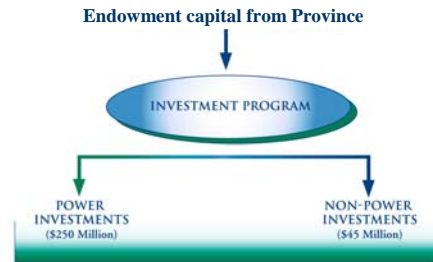 Endowment capital from Province
INVESTMENT PROGRAM
POWER
INVESTMENTS
($250 Million)
NON-POWER
INVESTMENTS
($45 Million)